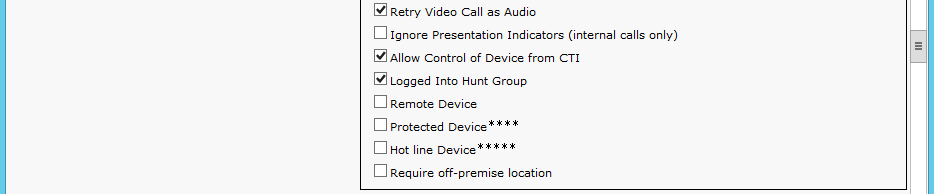 Retry Video Call as Audio
Ignore Presentation Indicators (internal calls only)
Allow Control of Device from CTI
Logged Into Hunt Group
Remote Device
Protected Device****
Hot line Device*****
Require off-premise location